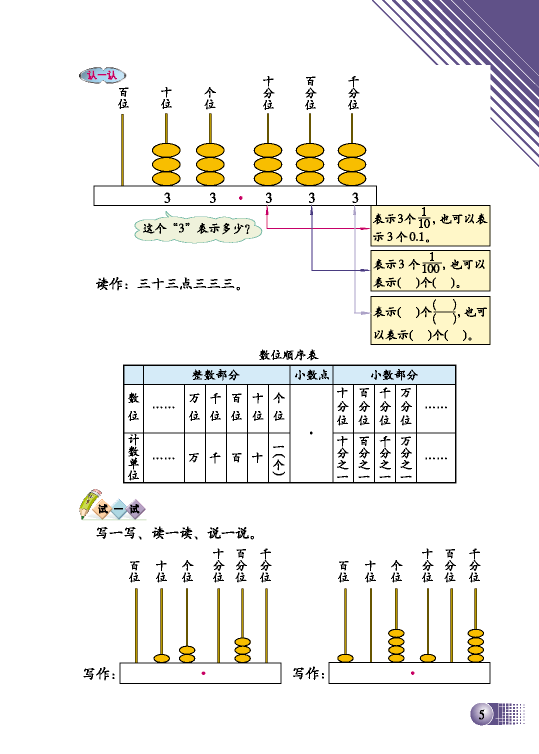 认一认
百位 十位 个位 十分位 百分位 千分位
3 3 · 3 3 3
这个“3”表示多少？
表示3个1/10，也可以表
示3个0.1。
表示3个1/100，也可以
表示( )个( )。
读作：三十三点三三三。
表示( )个( )/( )，也可
以表示( )个( )。
数位顺序表
整数部分 小数点 小数部分
数位 …… 万位 千位 百位 十位 个位 · 十分位 百分位 千分位 万分位 ……
计数单位 …… 万 千 百 十 一(个) 十分之一 百分之一 千分之一 万分之一 ……
试一试
写一写、读一读、说一说。
百位 十位 个位 十分位 百分位 千分位
百位 十位 个位 十分位 百分位 千分位
写作： ·
写作： ·
5